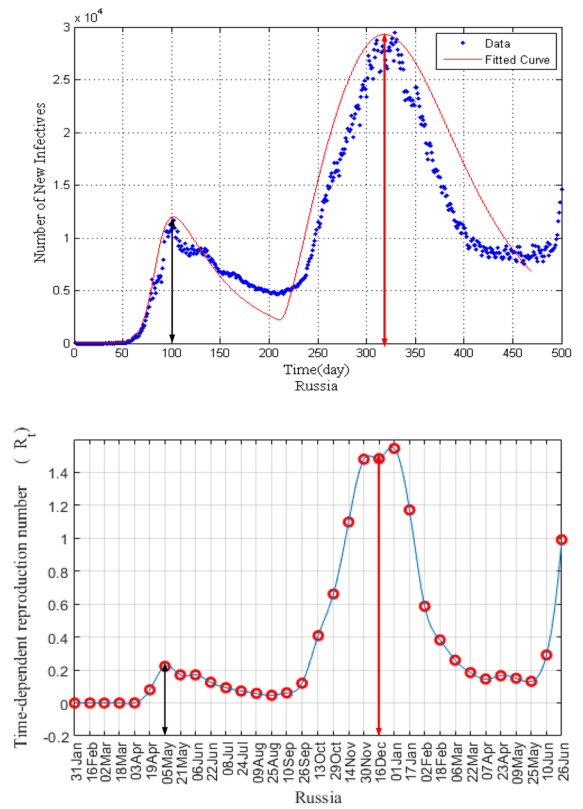 x 10⁴
3
2.5
2
1.5
1
0.5
0
0 50 100 150 200 250 300 350 400 450 500
Number of New Infectives
Data
Fitted Curve
Time(day)
Russia
Time-dependent reproduction number ( Rt)
1.4
1.2
1
0.8
0.6
0.4
0.2
0
-0.2
31Jan 16Feb 02Mar 18Mar 03Apr 19Apr 05May 21May 06Jun 22Jun 08Jul 24Jul 09Aug 25Aug 10Sep 26Sep 13Oct 29Oct 14Nov 30Nov 16Dec 01Jan 17Jan 02Feb 18Feb 06Mar 22Mar 07Apr 23Apr 09May 25May 10Jun 26Jun
Russia